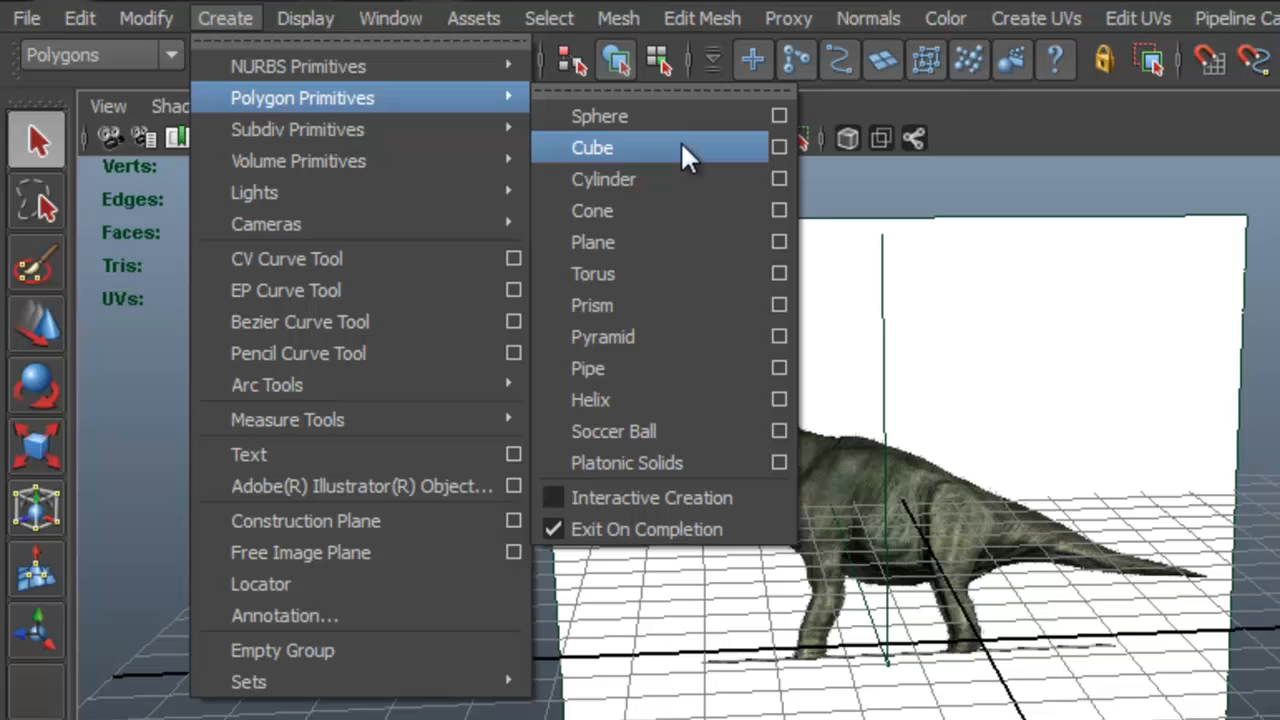 File Edit Modify Create Display Window Assets Select Mesh Edit Mesh Proxy Normals Color Create UVs Edit UVs Pipeline Ca
Polygons
View Shad
Verts:
Edges:
Faces:
Tris:
UVs:
NURBS Primitives
Polygon Primitives
Subdiv Primitives
Volume Primitives
Lights
Cameras
CV Curve Tool
EP Curve Tool
Bezier Curve Tool
Pencil Curve Tool
Arc Tools
Measure Tools
Text
Adobe(R) Illustrator(R) Object...
Construction Plane
Free Image Plane
Locator
Annotation...
Empty Group
Sets
Sphere
Cube
Cylinder
Cone
Plane
Torus
Prism
Pyramid
Pipe
Helix
Soccer Ball
Platonic Solids
Interactive Creation
Exit On Completion